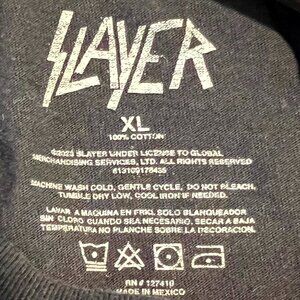 SLAYER
XL
100% COTTON
©2023 SLAYER UNDER LICENSE TO GLOBAL
MERCHANDISING SERVICES, LTD. ALL RIGHTS RESERVED
MACHINE WASH COLD, GENTLE CYCLE, DO NOT BLEACH,
TUMBLE DRY LOW, COOL IRON IF NEEDED.
LAVAR A MAQUINA EN FRIO, SOLO BLANQUEADOR
SIN CLORO CUANDO SEA NECESARIO, SECAR A BAJA
TEMPERATURA NO PLANCHE SOBRE LA DECORACION.
RN # 127419
MADE IN MEXICO